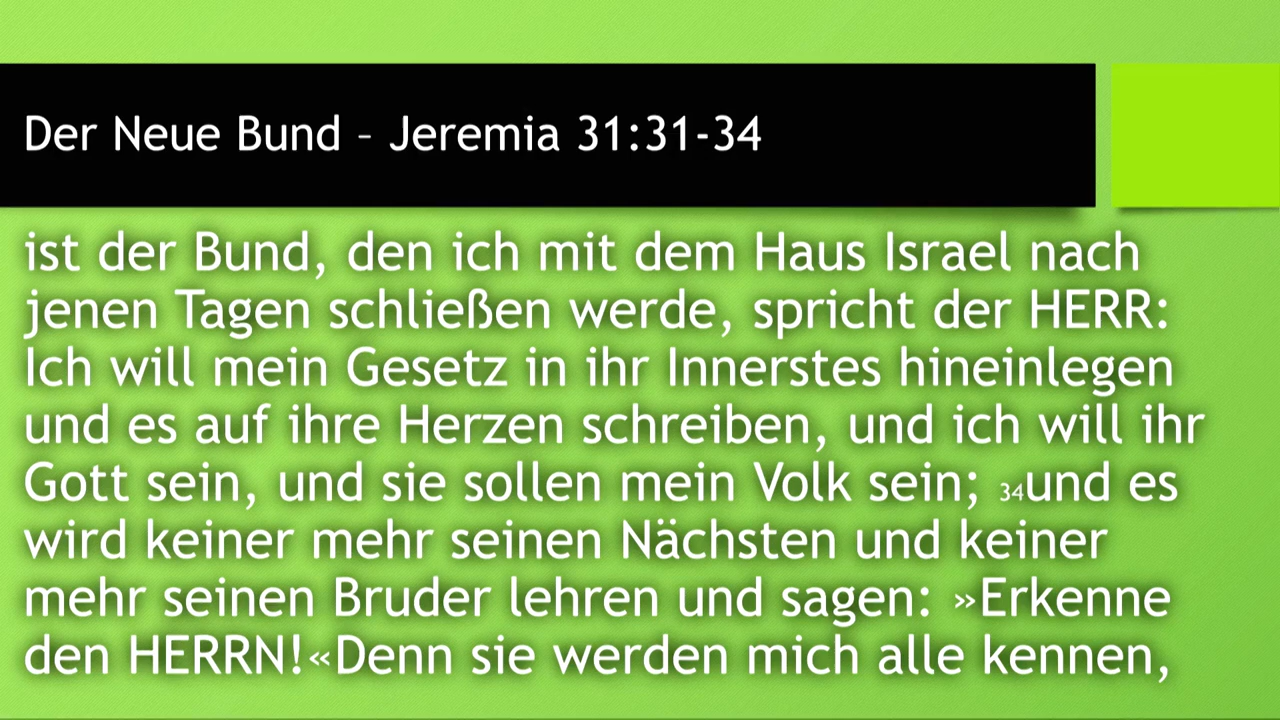 Der Neue Bund – Jeremia 31:31-34
ist der Bund, den ich mit dem Haus Israel nach
jenen Tagen schließen werde, spricht der HERR:
Ich will mein Gesetz in ihr Innerstes hineinlegen
und es auf ihre Herzen schreiben, und ich will ihr
Gott sein, und sie sollen mein Volk sein; 34und es
wird keiner mehr seinen Nächsten und keiner
mehr seinen Bruder lehren und sagen: »Erkenne
den HERRN!«Denn sie werden mich alle kennen,